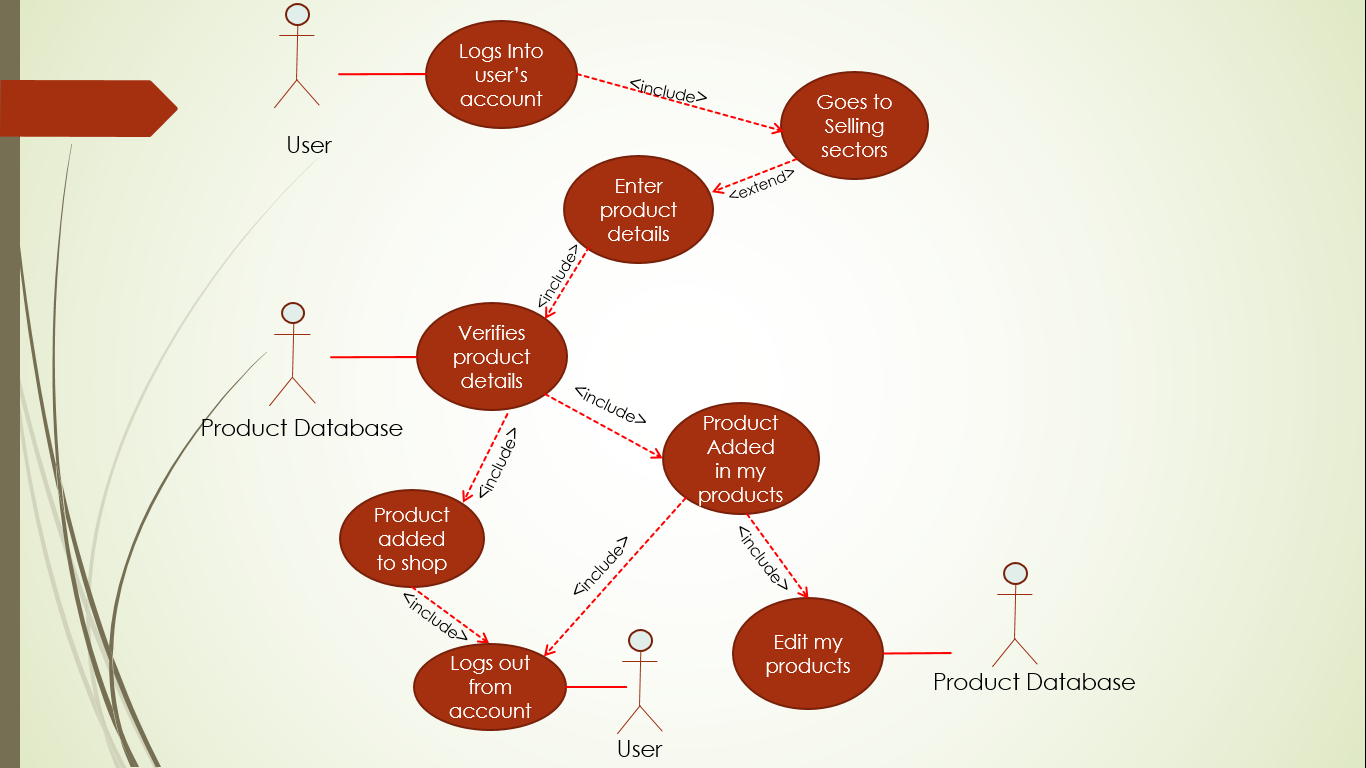 Logs Into
user's
account
<include>
Goes to
Selling
sectors
User
<extend>
Enter
product
details
<include>
Verifies
product
details
Product Database
<include>
<include>
Product
Added
in my
products
Product
added
to shop
<include>
<include>
<include>
Edit my
products
Product Database
Logs out
from
account
User